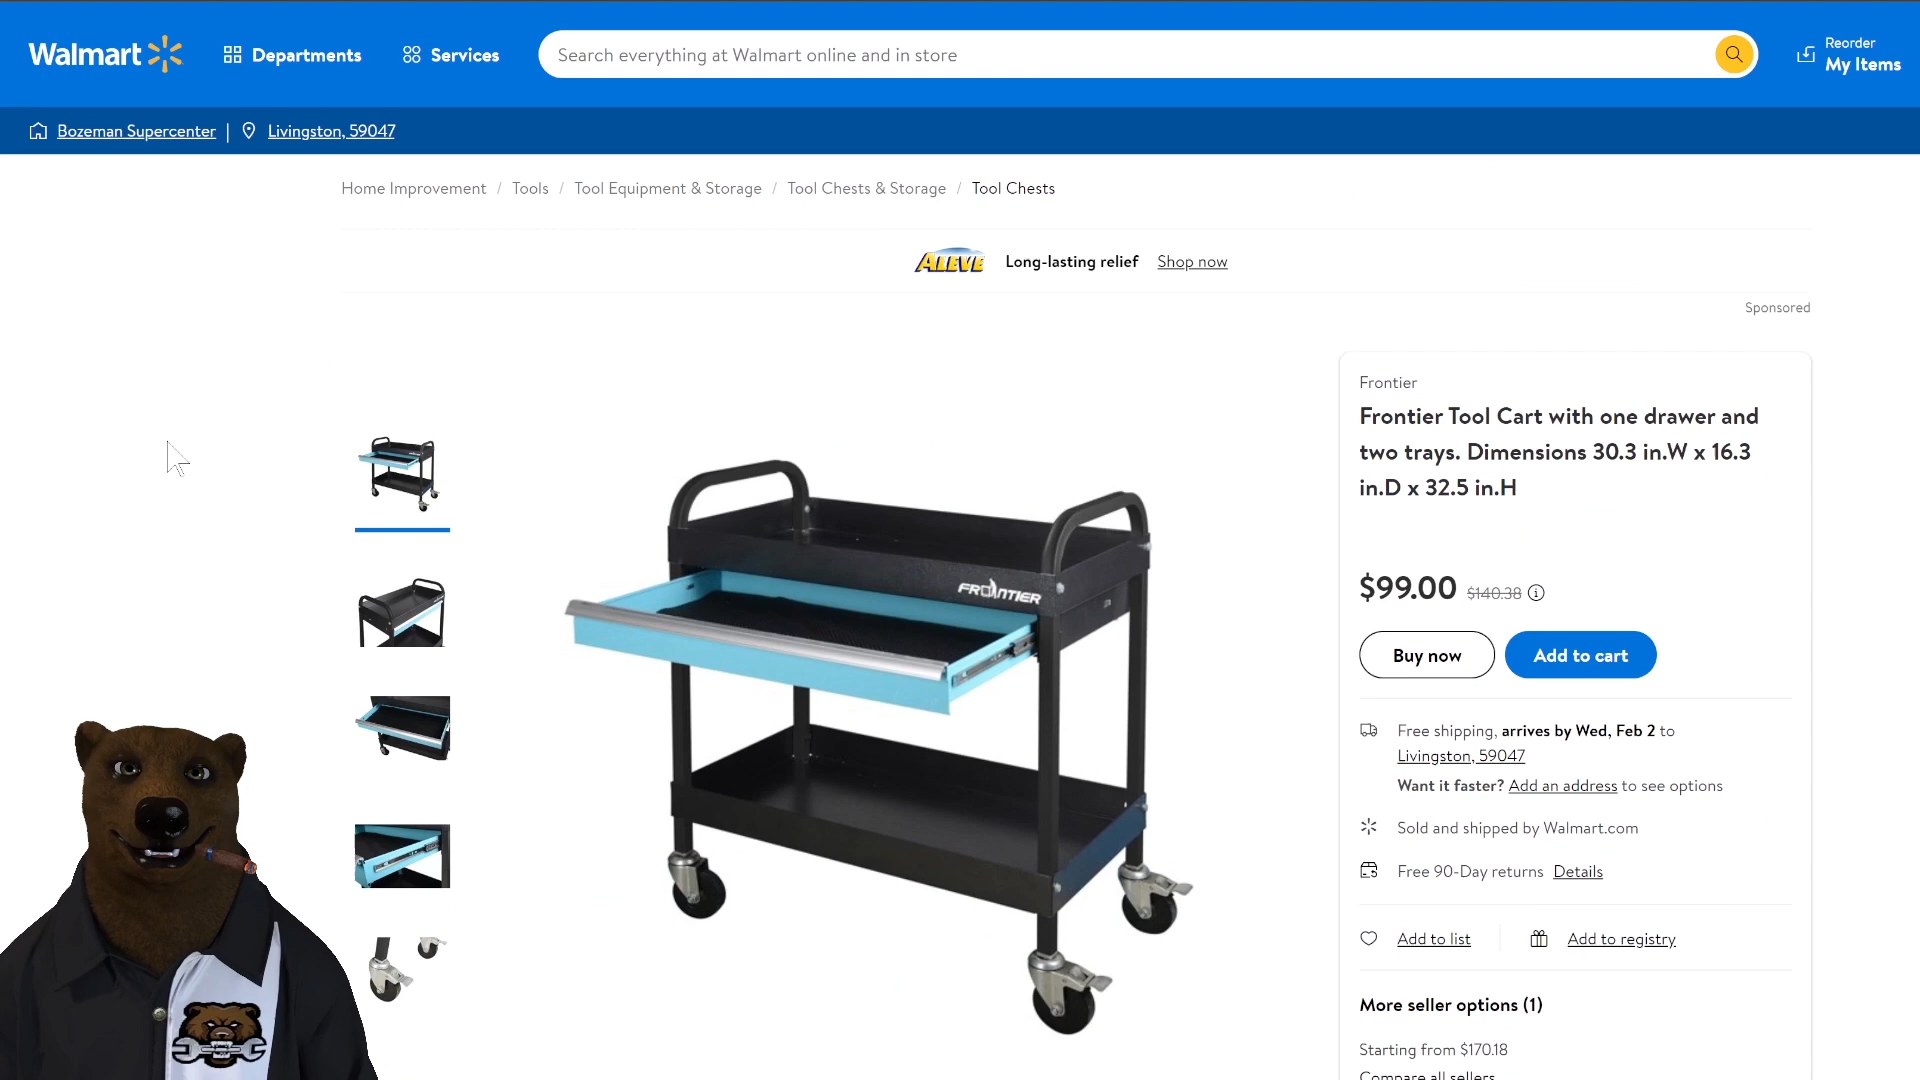 Walmart
Departments
Services
Search everything at Walmart online and in store
Reorder
My Items
Bozeman Supercenter | Livingston, 59047
Home Improvement / Tools / Tool Equipment & Storage / Tool Chests & Storage / Tool Chests
ALEVE Long-lasting relief Shop now
Sponsored
Frontier
Frontier Tool Cart with one drawer and
two trays. Dimensions 30.3 in.W x 16.3
in.D x 32.5 in.H
FRONTIER
$99.00 $140.38
Buy now Add to cart
Free shipping, arrives by Wed, Feb 2 to
Livingston, 59047
Want it faster? Add an address to see options
Sold and shipped by Walmart.com
Free 90-Day returns Details
Add to list Add to registry
More seller options (1)
Starting from $170.18
Compare all sellers